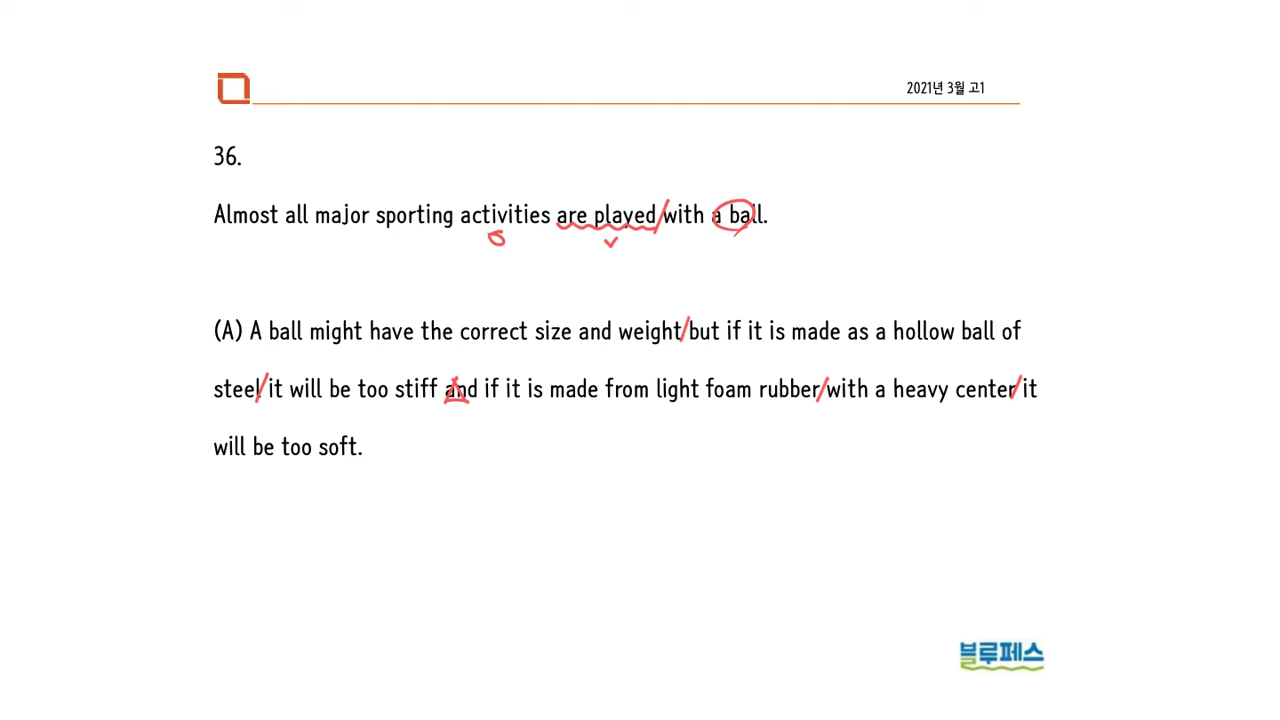 2021년 3월 고1
36.
Almost all major sporting activities are played with a ball.
(A) A ball might have the correct size and weight but if it is made as a hollow ball of
steel it will be too stiff and if it is made from light foam rubber with a heavy center it
will be too soft.
블루페스